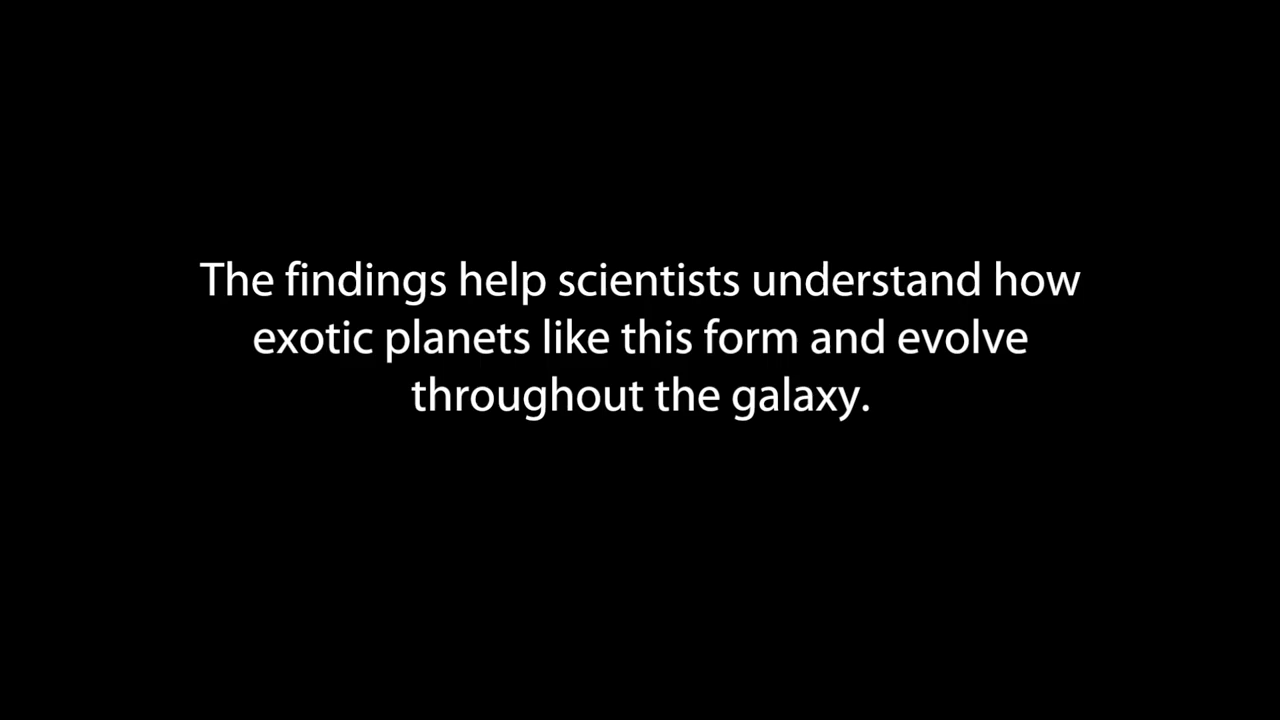 The findings help scientists understand how
exotic planets like this form and evolve
throughout the galaxy.